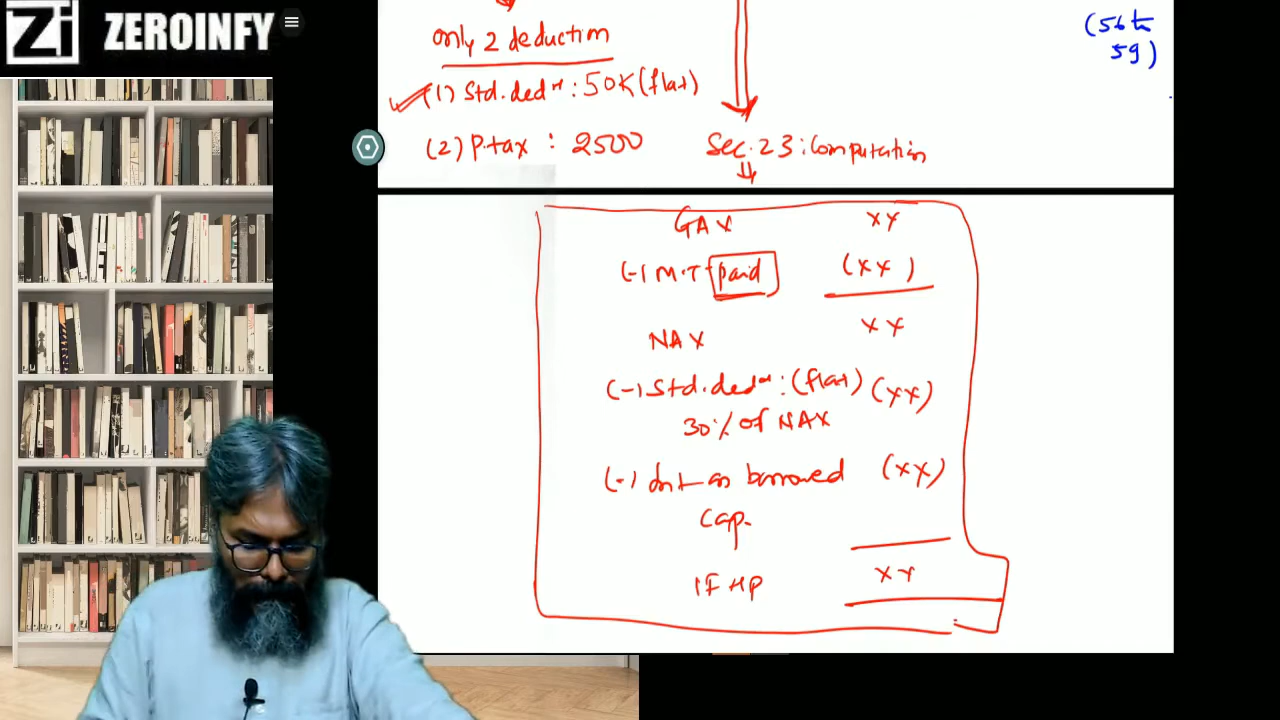 Zi ZEROINFY
only 2 deduction
(1) Std.dedn : 50K (flat)
(2) P.tax : 2500
(56 to
59)
Sec.23: Computation
GAV XX
(-) M.T paid (XX)
NAV XX
(-) Std.dedn : (flat) (XX)
30% of NAV
(-) Int on borrowed (XX)
Cap.
IFHP XX